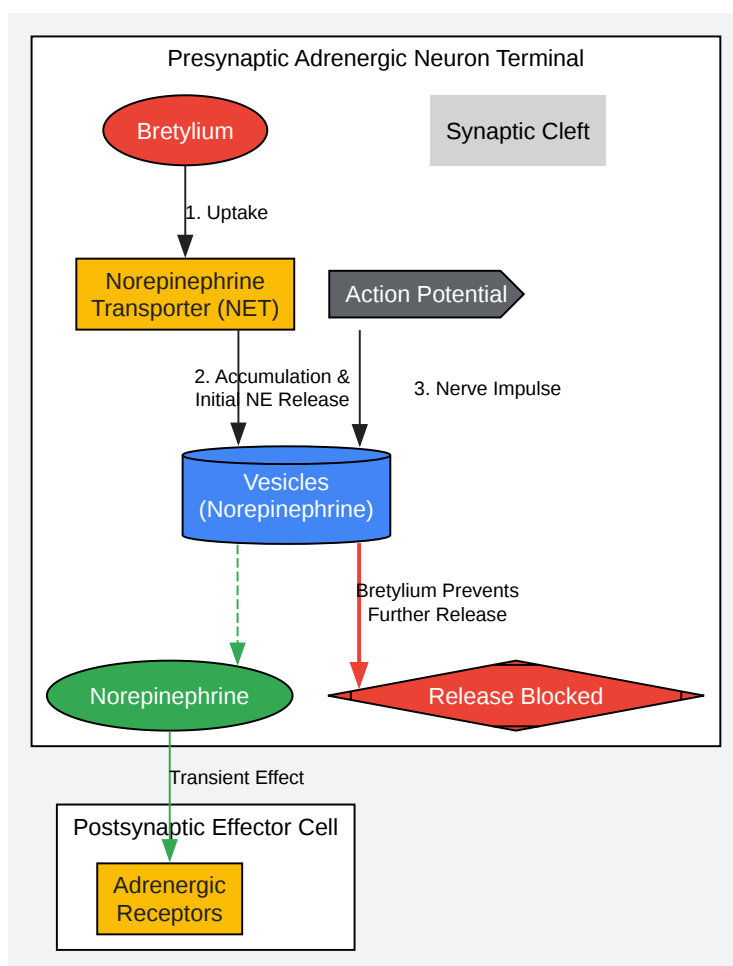 Presynaptic Adrenergic Neuron Terminal
Bretylium
Synaptic Cleft
1. Uptake
Norepinephrine
Transporter (NET)
Action Potential
2. Accumulation &
Initial NE Release
3. Nerve Impulse
Vesicles
(Norepinephrine)
Bretylium Prevents
Further Release
Norepinephrine
Release Blocked
Transient Effect
Postsynaptic Effector Cell
Adrenergic
Receptors